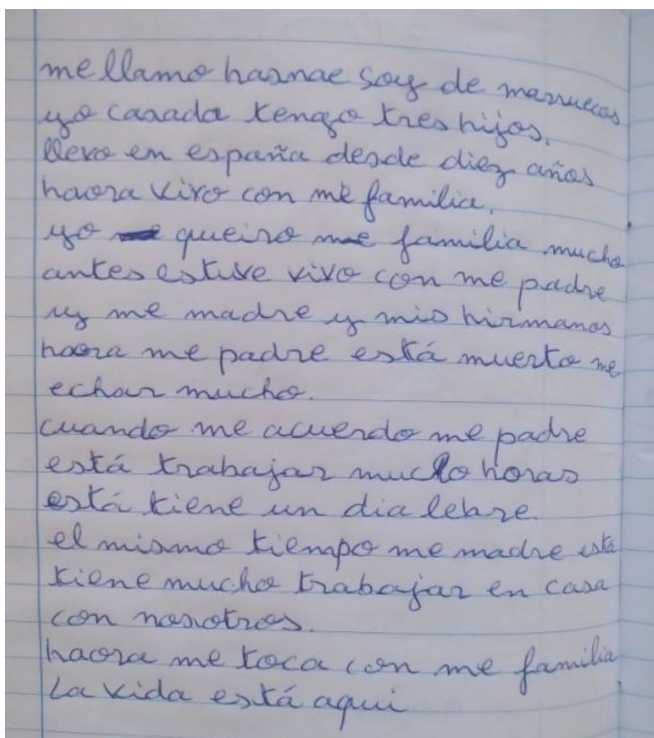 me llamo hasnae soy de marruecos
yo casada tengo tres hijos.
llevo en españa desde diez años
haora vivo con me familia.
yo queiro me familia mucho
antes estuve vivo con me padre
y me madre y mis hirmanos
haora me padre está muerto me
echar mucho.
cuando me acuerdo me padre
está trabajar mucho horas
está tiene un dia lebre.
el mismo tiempo me madre está
tiene mucho trabajar en casa
con nosotros.
haora me toca con me familia
La vida está aqui